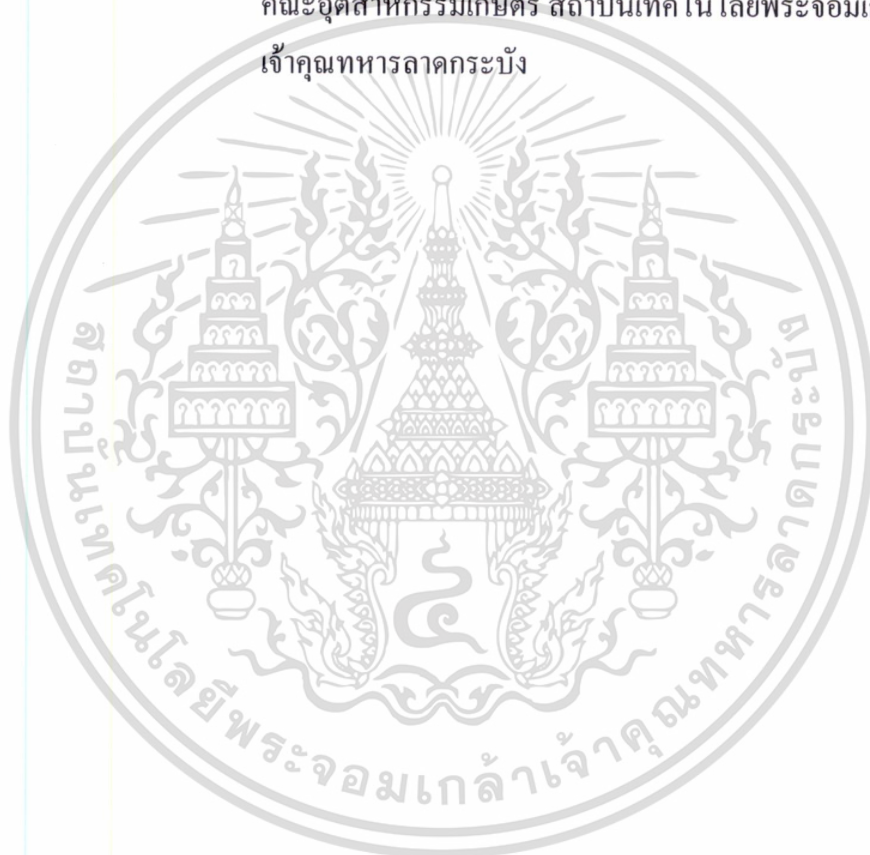 คณะอุตสาหกรรมเกษตร สถาบันเทคโนโลยีพระจอมเ
เจ้าคุณทหารลาดกระบัง
สถาบันเทคโนโลยีพระจอมเกล้าเจ้าคุณทหารลาดกระบัง
๔